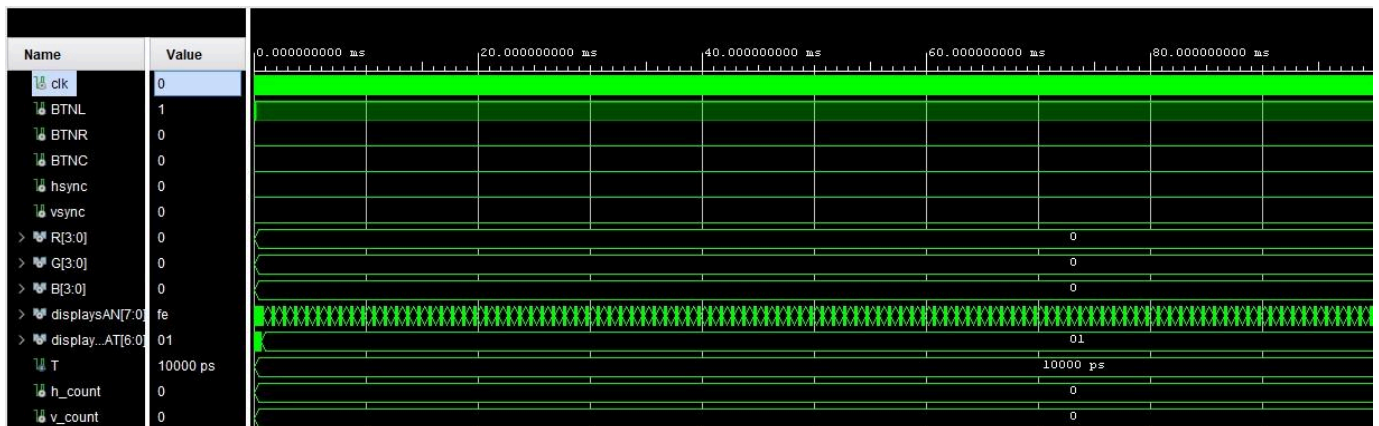 0.000000000 ms 20.000000000 ms 40.000000000 ms 60.000000000 ms 80.000000000 ms
Name Value
clk 0
BTNL 1
BTNR 0
BTNC 0
hsync 0
vsync 0
R[3:0] 0 0
G[3:0] 0 0
B[3:0] 0 0
displaysAN[7:0] fe
display...AT[6:0] 01 01
T 10000 ps 10000 ps
h_count 0 0
v_count 0 0